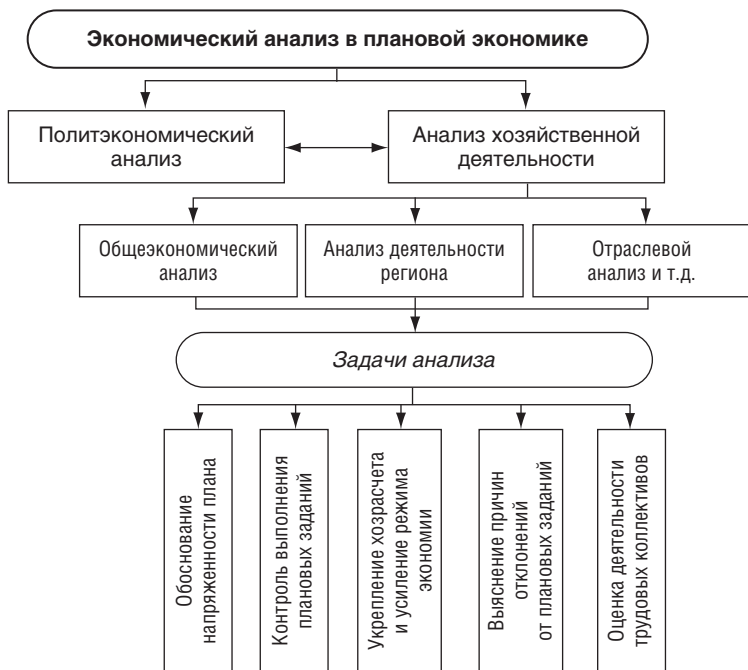 Экономический анализ в плановой экономике
Политэкономический
анализ
Анализ хозяйственной
деятельности
Общеэкономический
анализ
Анализ деятельности
региона
Отраслевой
анализ и т.д.
Задачи анализа
Обоснование
напряженности плана
Контроль выполнения
плановых заданий
Укрепление хозрасчета
и усиление режима
экономии
Выяснение причин
отклонений
от плановых заданий
Оценка деятельности
трудовых коллективов